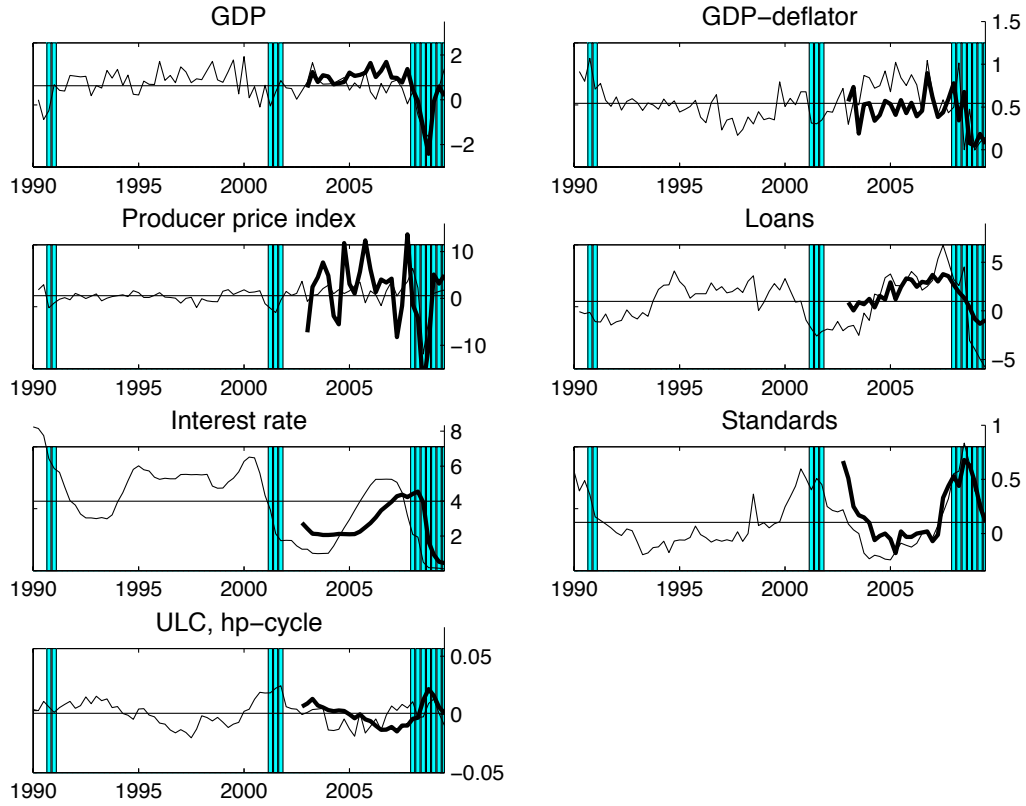 GDP
2
0
−2
1990 1995 2000 2005
GDP−deflator
1.5
1
0.5
0
1990 1995 2000 2005
Producer price index
10
0
−10
1990 1995 2000 2005
Loans
5
0
−5
1990 1995 2000 2005
Interest rate
8
6
4
2
1990 1995 2000 2005
Standards
1
0.5
0
1990 1995 2000 2005
ULC, hp−cycle
0.05
0
−0.05
1990 1995 2000 2005